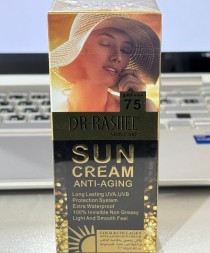 75
DR.RASHEL
SUN
CREAM
ANTI-AGING
Long Lasting UVA,UVB
Protection System
Extra Waterproof
100% Invisible Non Greasy
Light And Smooth Feel